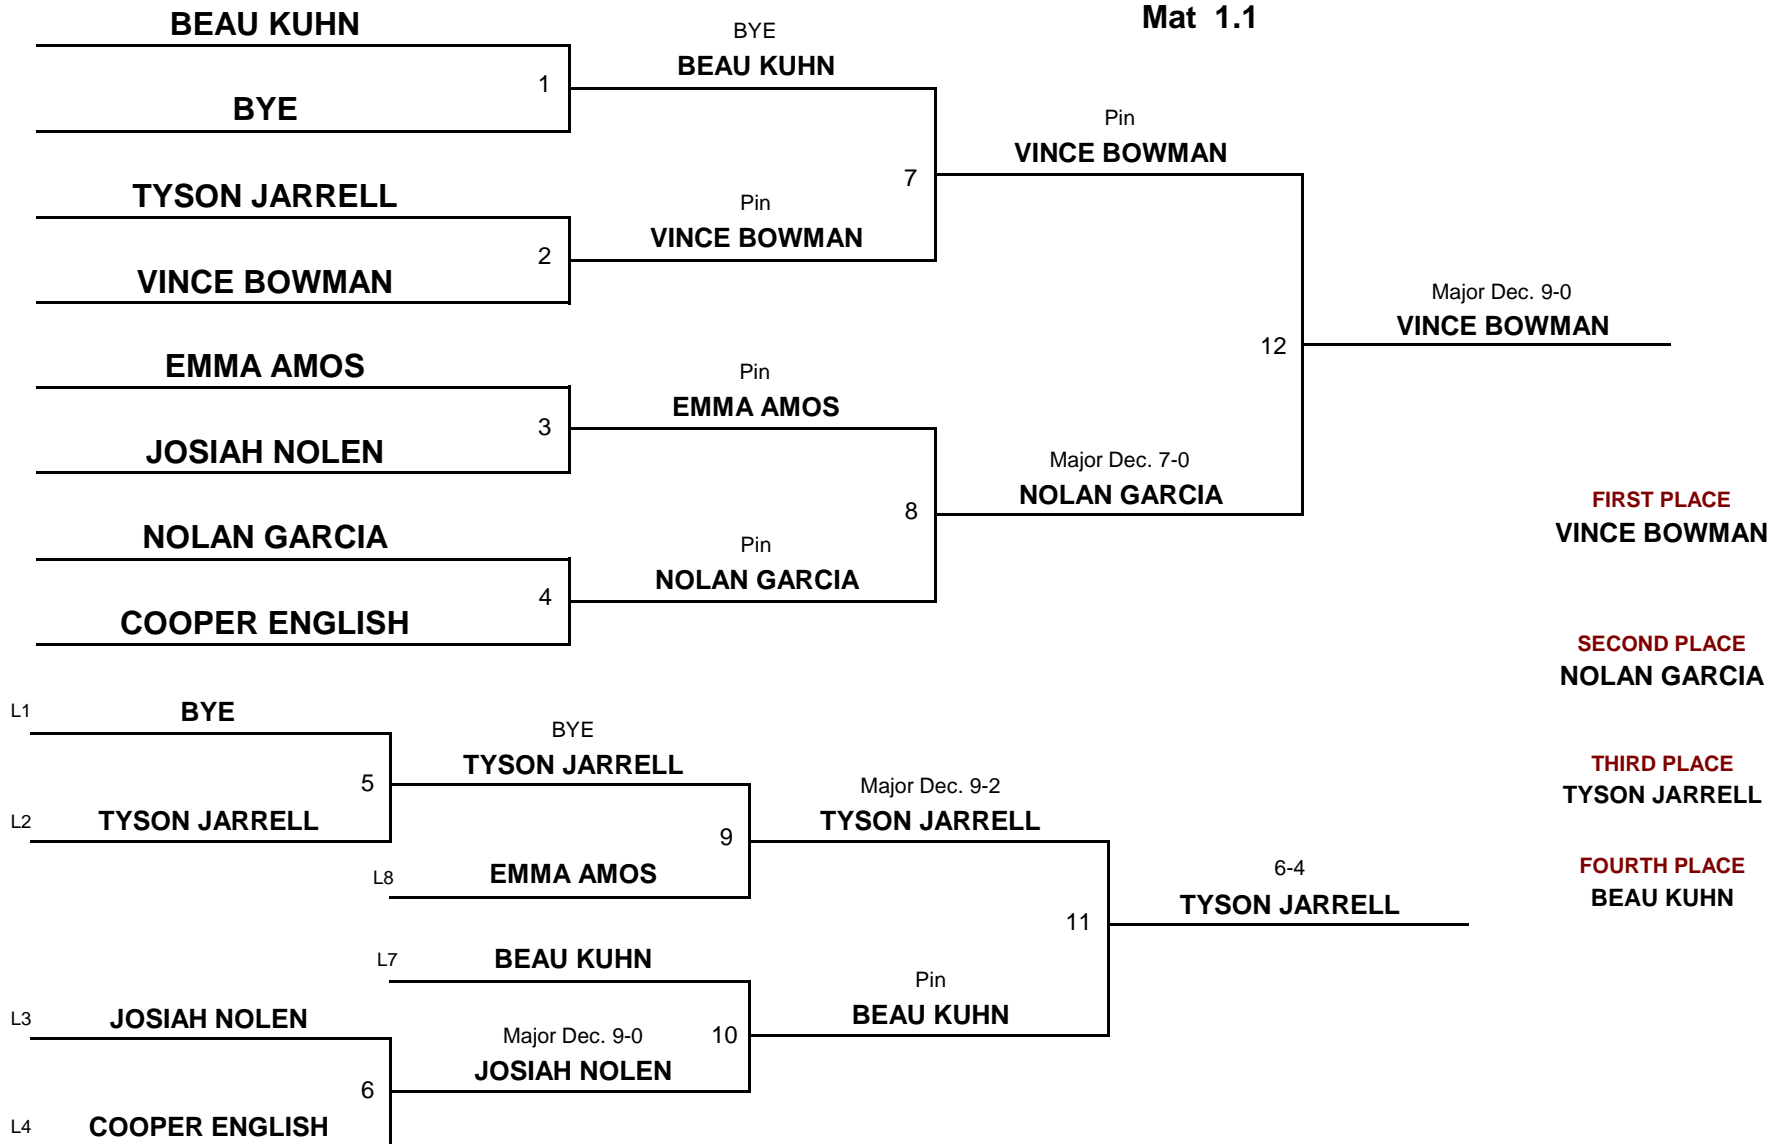 Mat 1.1
BEAU KUHN
1
BYE
BYE
BEAU KUHN
TYSON JARRELL
2
VINCE BOWMAN
Pin
VINCE BOWMAN
7
Pin
VINCE BOWMAN
EMMA AMOS
3
JOSIAH NOLEN
Pin
EMMA AMOS
NOLAN GARCIA
4
COOPER ENGLISH
Pin
NOLAN GARCIA
8
Major Dec. 7-0
NOLAN GARCIA
12
Major Dec. 9-0
VINCE BOWMAN
FIRST PLACE
VINCE BOWMAN
SECOND PLACE
NOLAN GARCIA
THIRD PLACE
TYSON JARRELL
FOURTH PLACE
BEAU KUHN
L1 BYE
5
L2 TYSON JARRELL
BYE
TYSON JARRELL
9
L8 EMMA AMOS
Major Dec. 9-2
TYSON JARRELL
L7 BEAU KUHN
10
L3 JOSIAH NOLEN
6
L4 COOPER ENGLISH
Major Dec. 9-0
JOSIAH NOLEN
Pin
BEAU KUHN
11
6-4
TYSON JARRELL